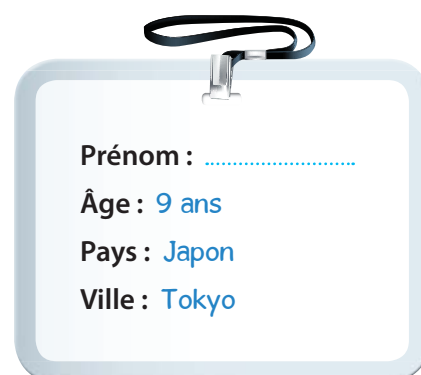 Prénom : ..............................
Âge : 9 ans
Pays : Japon
Ville : Tokyo